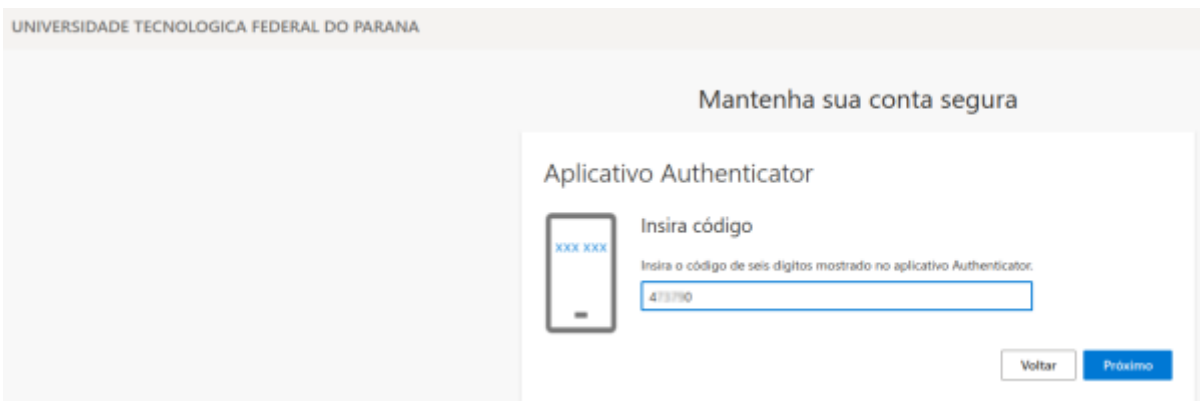 UNIVERSIDADE TECNOLOGICA FEDERAL DO PARANA
Mantenha sua conta segura
Aplicativo Authenticator
xxx xxx
Insira código
Insira o código de seis dígitos mostrado no aplicativo Authenticator.
Voltar
Próximo